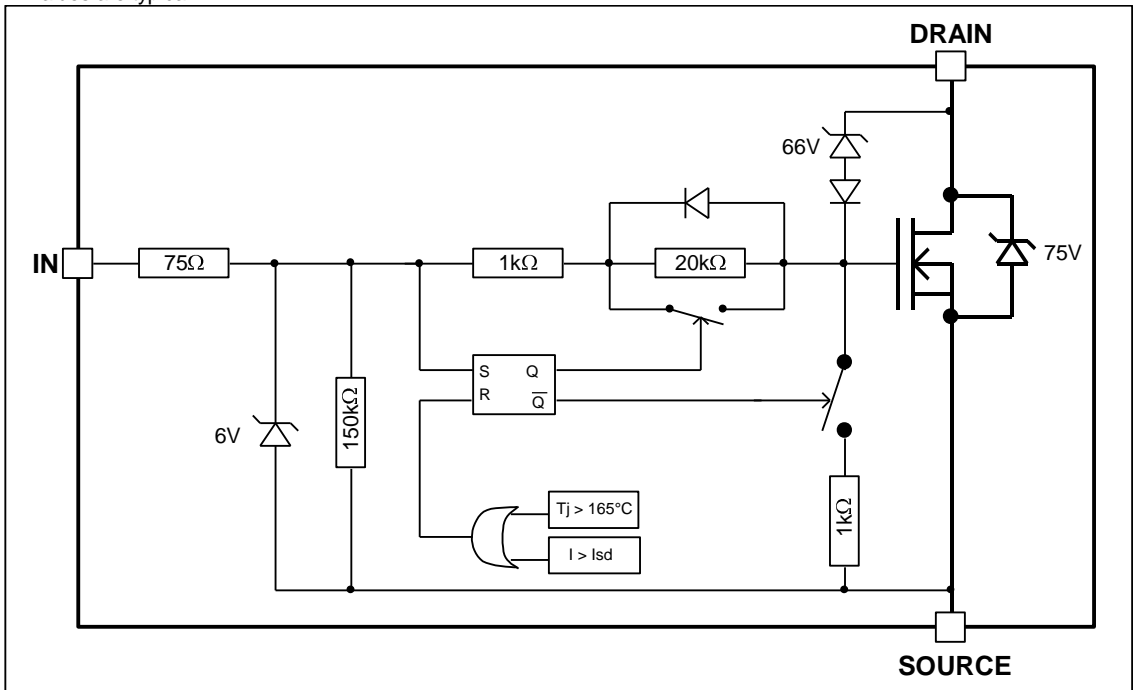 DRAIN
66V
75V
IN
75Ω
1kΩ
20kΩ
S Q
R Q̅
6V
150kΩ
Tj > 165°C
I > Isd
1kΩ
SOURCE